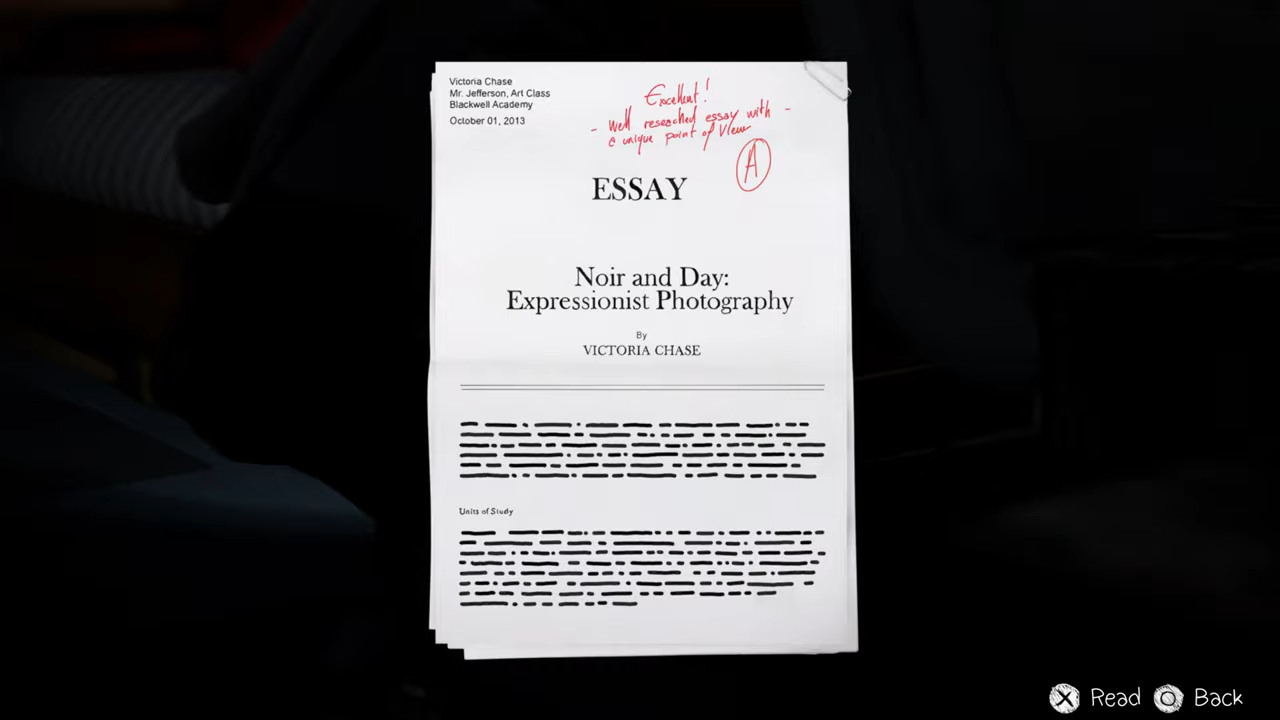 Victoria Chase
Mr. Jefferson, Art Class
Blackwell Academy
October 01, 2013
Excellent!
- Well reseached essay with -
a unique point of View
A
ESSAY
Noir and Day:
Expressionist Photography
By
VICTORIA CHASE
Units of Study
Read Back